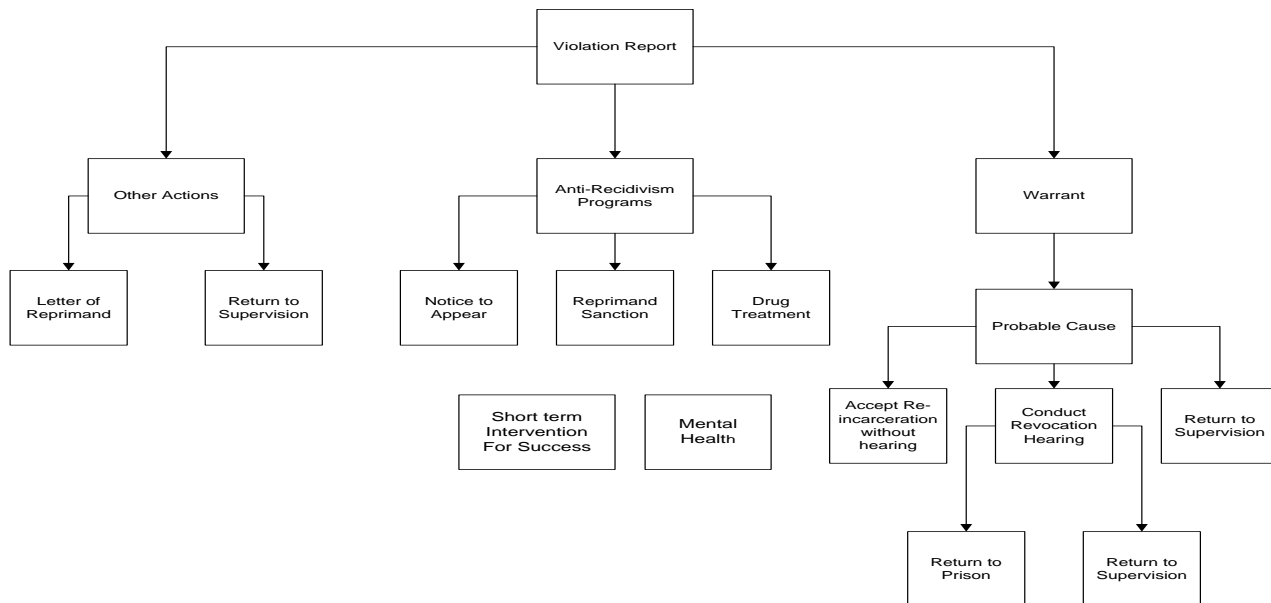 Violation Report
Other Actions
Anti-Recidivism
Programs
Warrant
Letter of
Reprimand
Return to
Supervision
Notice to
Appear
Reprimand
Sanction
Drug
Treatment
Probable Cause
Short term
Intervention
For Success
Mental
Health
Accept Re-
incarceration
without
hearing
Conduct
Revocation
Hearing
Return to
Supervision
Return to
Prison
Return to
Supervision